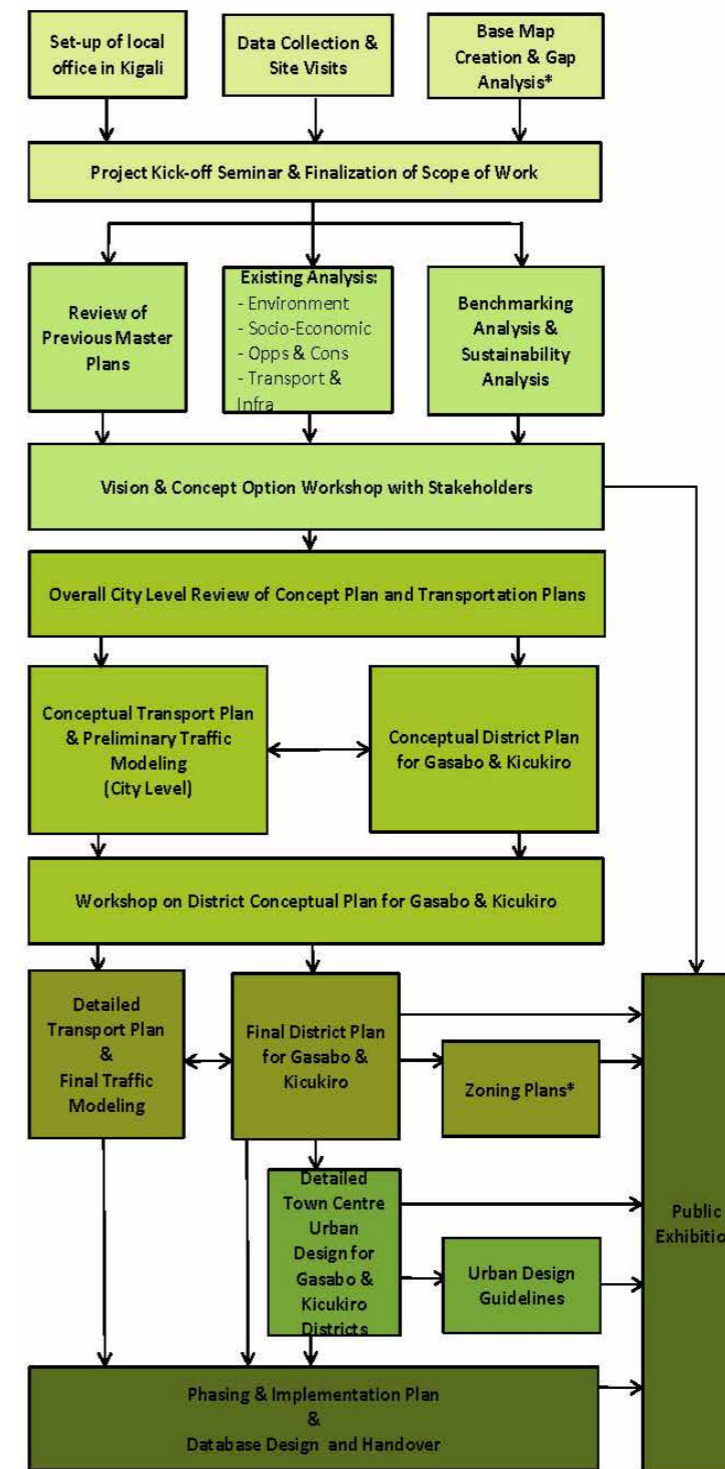 Set-up of local
office in Kigali
Data Collection &
Site Visits
Base Map
Creation & Gap
Analysis*
Project Kick-off Seminar & Finalization of Scope of Work
Review of
Previous Master
Plans
Existing Analysis:
- Environment
- Socio-Economic
- Opps & Cons
- Transport &
Infra
Benchmarking
Analysis &
Sustainability
Analysis
Vision & Concept Option Workshop with Stakeholders
Overall City Level Review of Concept Plan and Transportation Plans
Conceptual Transport Plan
& Preliminary Traffic
Modeling
(City Level)
Conceptual District Plan
for Gasabo & Kicukiro
Workshop on District Conceptual Plan for Gasabo & Kicukiro
Detailed
Transport Plan
&
Final Traffic
Modeling
Final District Plan
for Gasabo &
Kicukiro
Zoning Plans*
Detailed
Town Centre
Urban
Design for
Gasabo &
Kicukiro
Districts
Urban Design
Guidelines
Public
Exhibitio
Phasing & Implementation Plan
&
Database Design and Handover